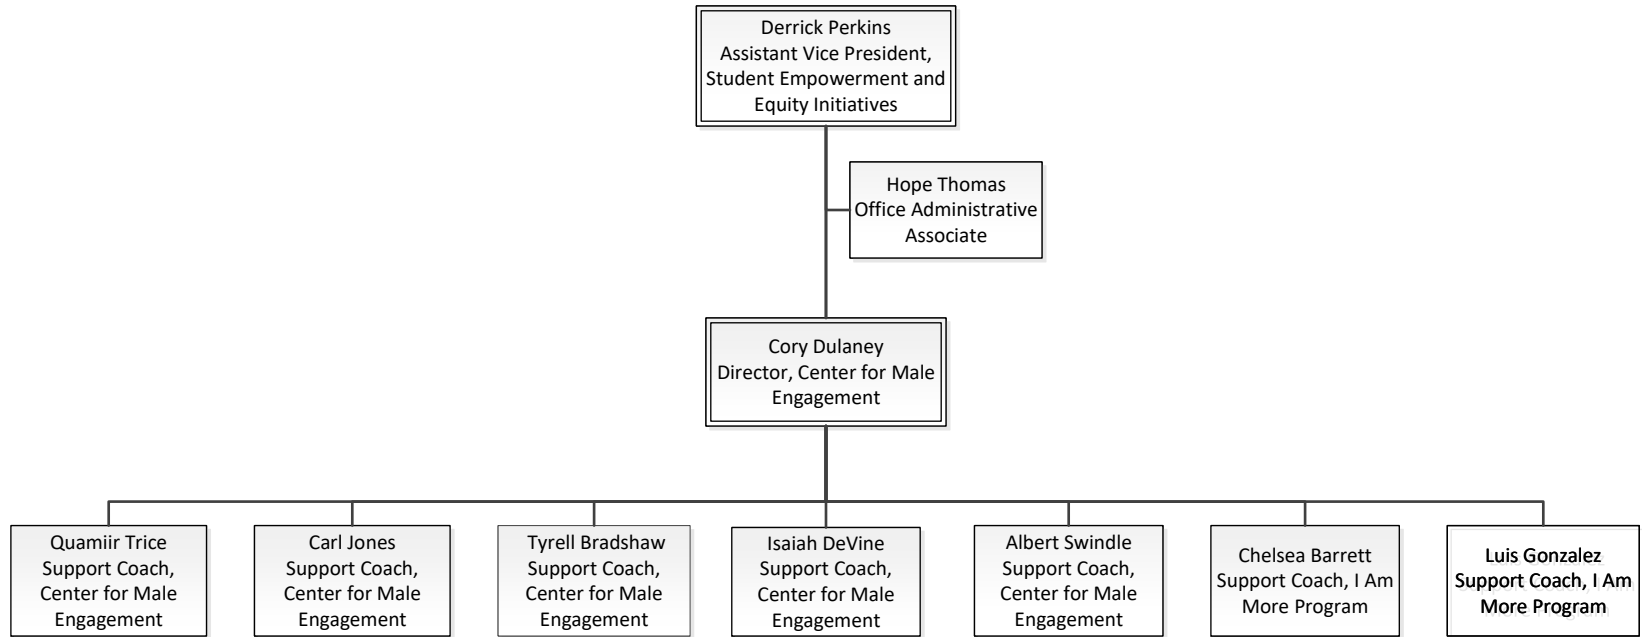 Derrick Perkins
Assistant Vice President,
Student Empowerment and
Equity Initiatives
Hope Thomas
Office Administrative
Associate
Cory Dulaney
Director, Center for Male
Engagement
Quamiir Trice
Support Coach,
Center for Male
Engagement
Carl Jones
Support Coach,
Center for Male
Engagement
Tyrell Bradshaw
Support Coach,
Center for Male
Engagement
Isaiah DeVine
Support Coach,
Center for Male
Engagement
Albert Swindle
Support Coach,
Center for Male
Engagement
Chelsea Barrett
Support Coach, I Am
More Program
Luis Gonzalez
Support Coach, I Am
More Program